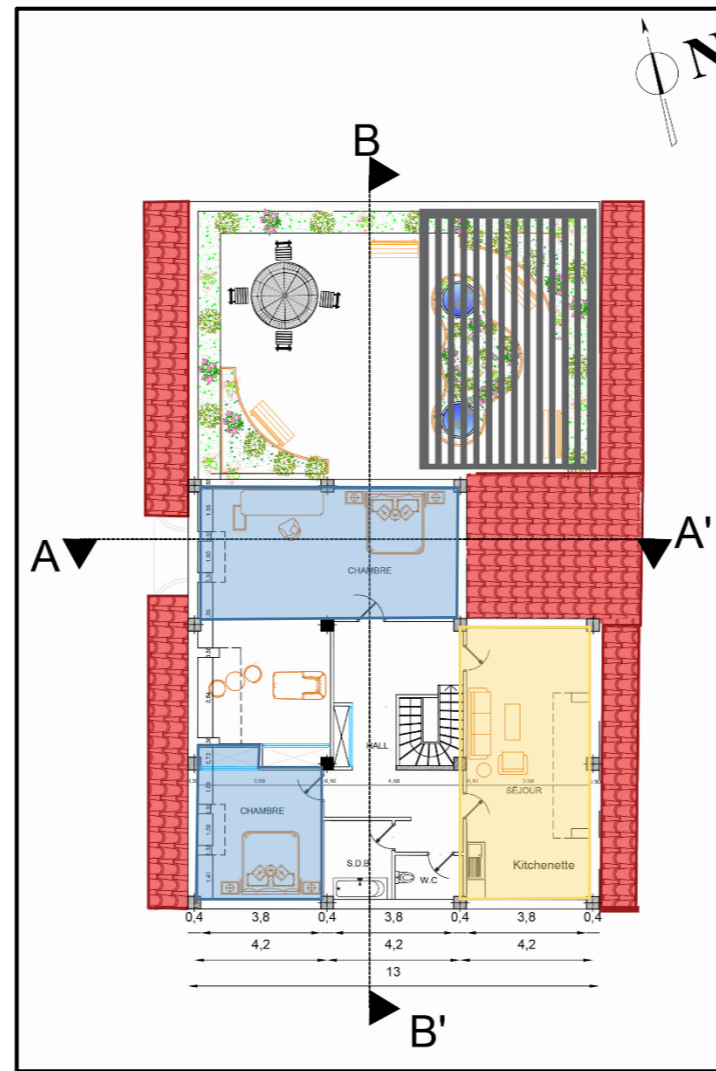 N
B
A A'
CHAMBRE
HALL
SÉJOUR
CHAMBRE
S.D.B
W.C
Kitchenette
0,4 3,8 0,4 3,8 0,4 3,8 0,4
4,2 4,2 4,2
13
B'